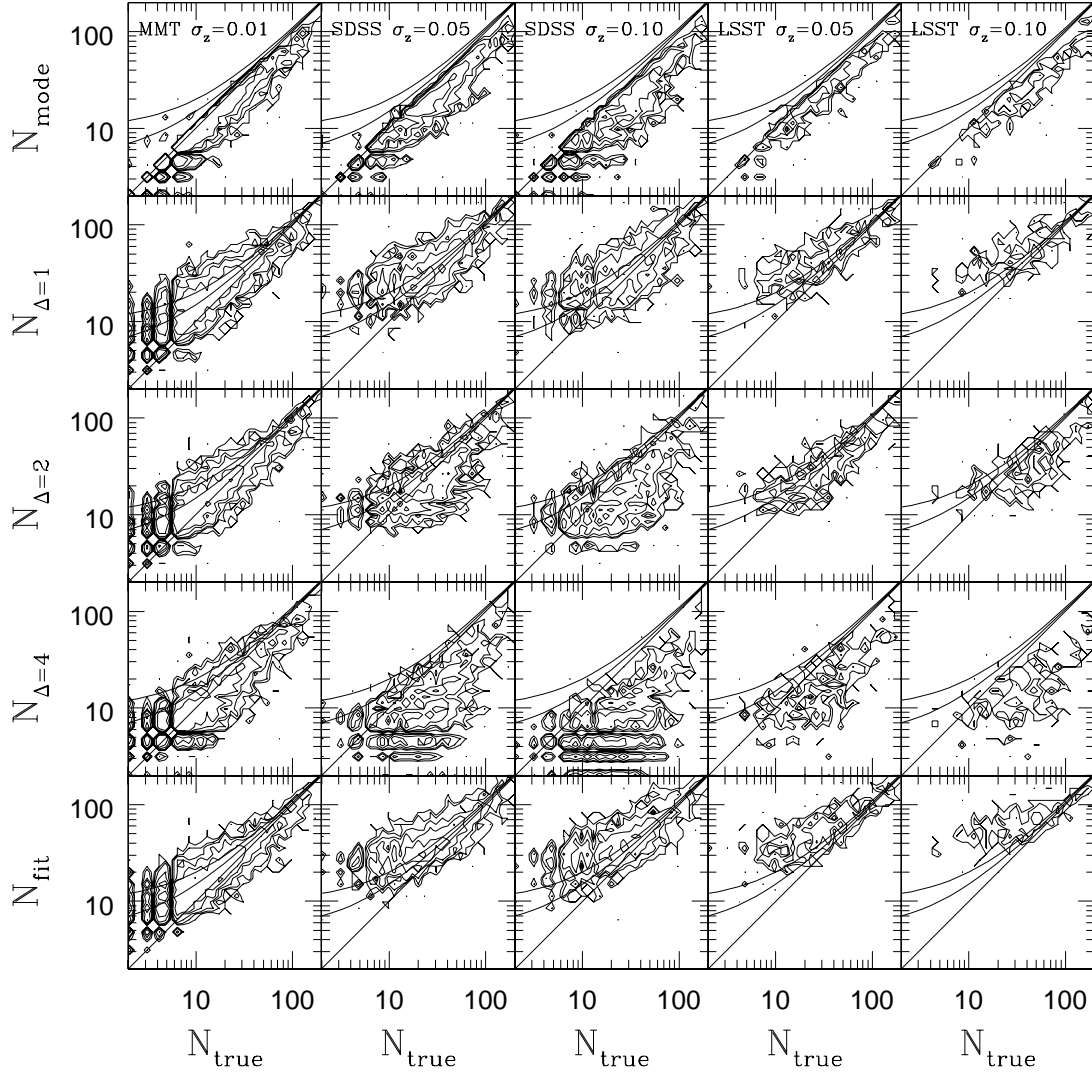 MMT σz=0.01 SDSS σz=0.05 SDSS σz=0.10 LSST σz=0.05 LSST σz=0.10
100
10
Nmode
100
10
NΔ=1
100
10
NΔ=2
100
10
NΔ=4
100
10
Nfit
10 100 10 100 10 100 10 100 10 100
Ntrue Ntrue Ntrue Ntrue Ntrue